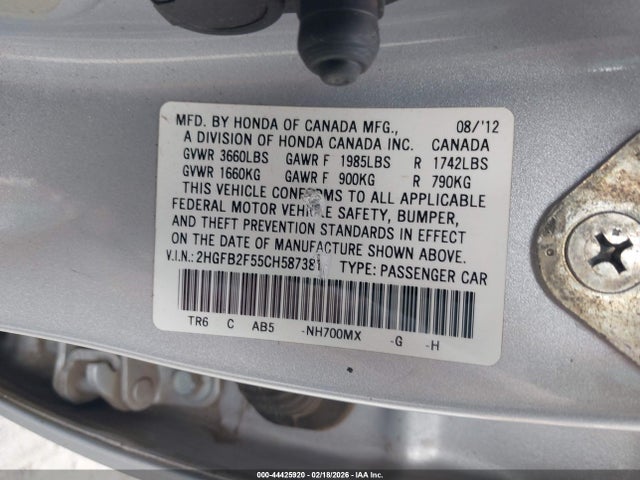 MFD. BY HONDA OF CANADA MFG., 08/'12
A DIVISION OF HONDA CANADA INC. CANADA
GVWR 3660LBS GAWR F 1985LBS R 1742LBS
GVWR 1660KG GAWR F 900KG R 790KG
THIS VEHICLE CONFORMS TO ALL APPLICABLE
FEDERAL MOTOR VEHICLE SAFETY, BUMPER,
AND THEFT PREVENTION STANDARDS IN EFFECT
ON THE DATE OF MANUFACTURE SHOWN ABOVE.
V.I.N.: 2HGFB2F55CH587381 TYPE: PASSENGER CAR
TR6 C AB5 -NH700MX -G -H
000-44425920 - 02/18/2026 - IAA Inc.